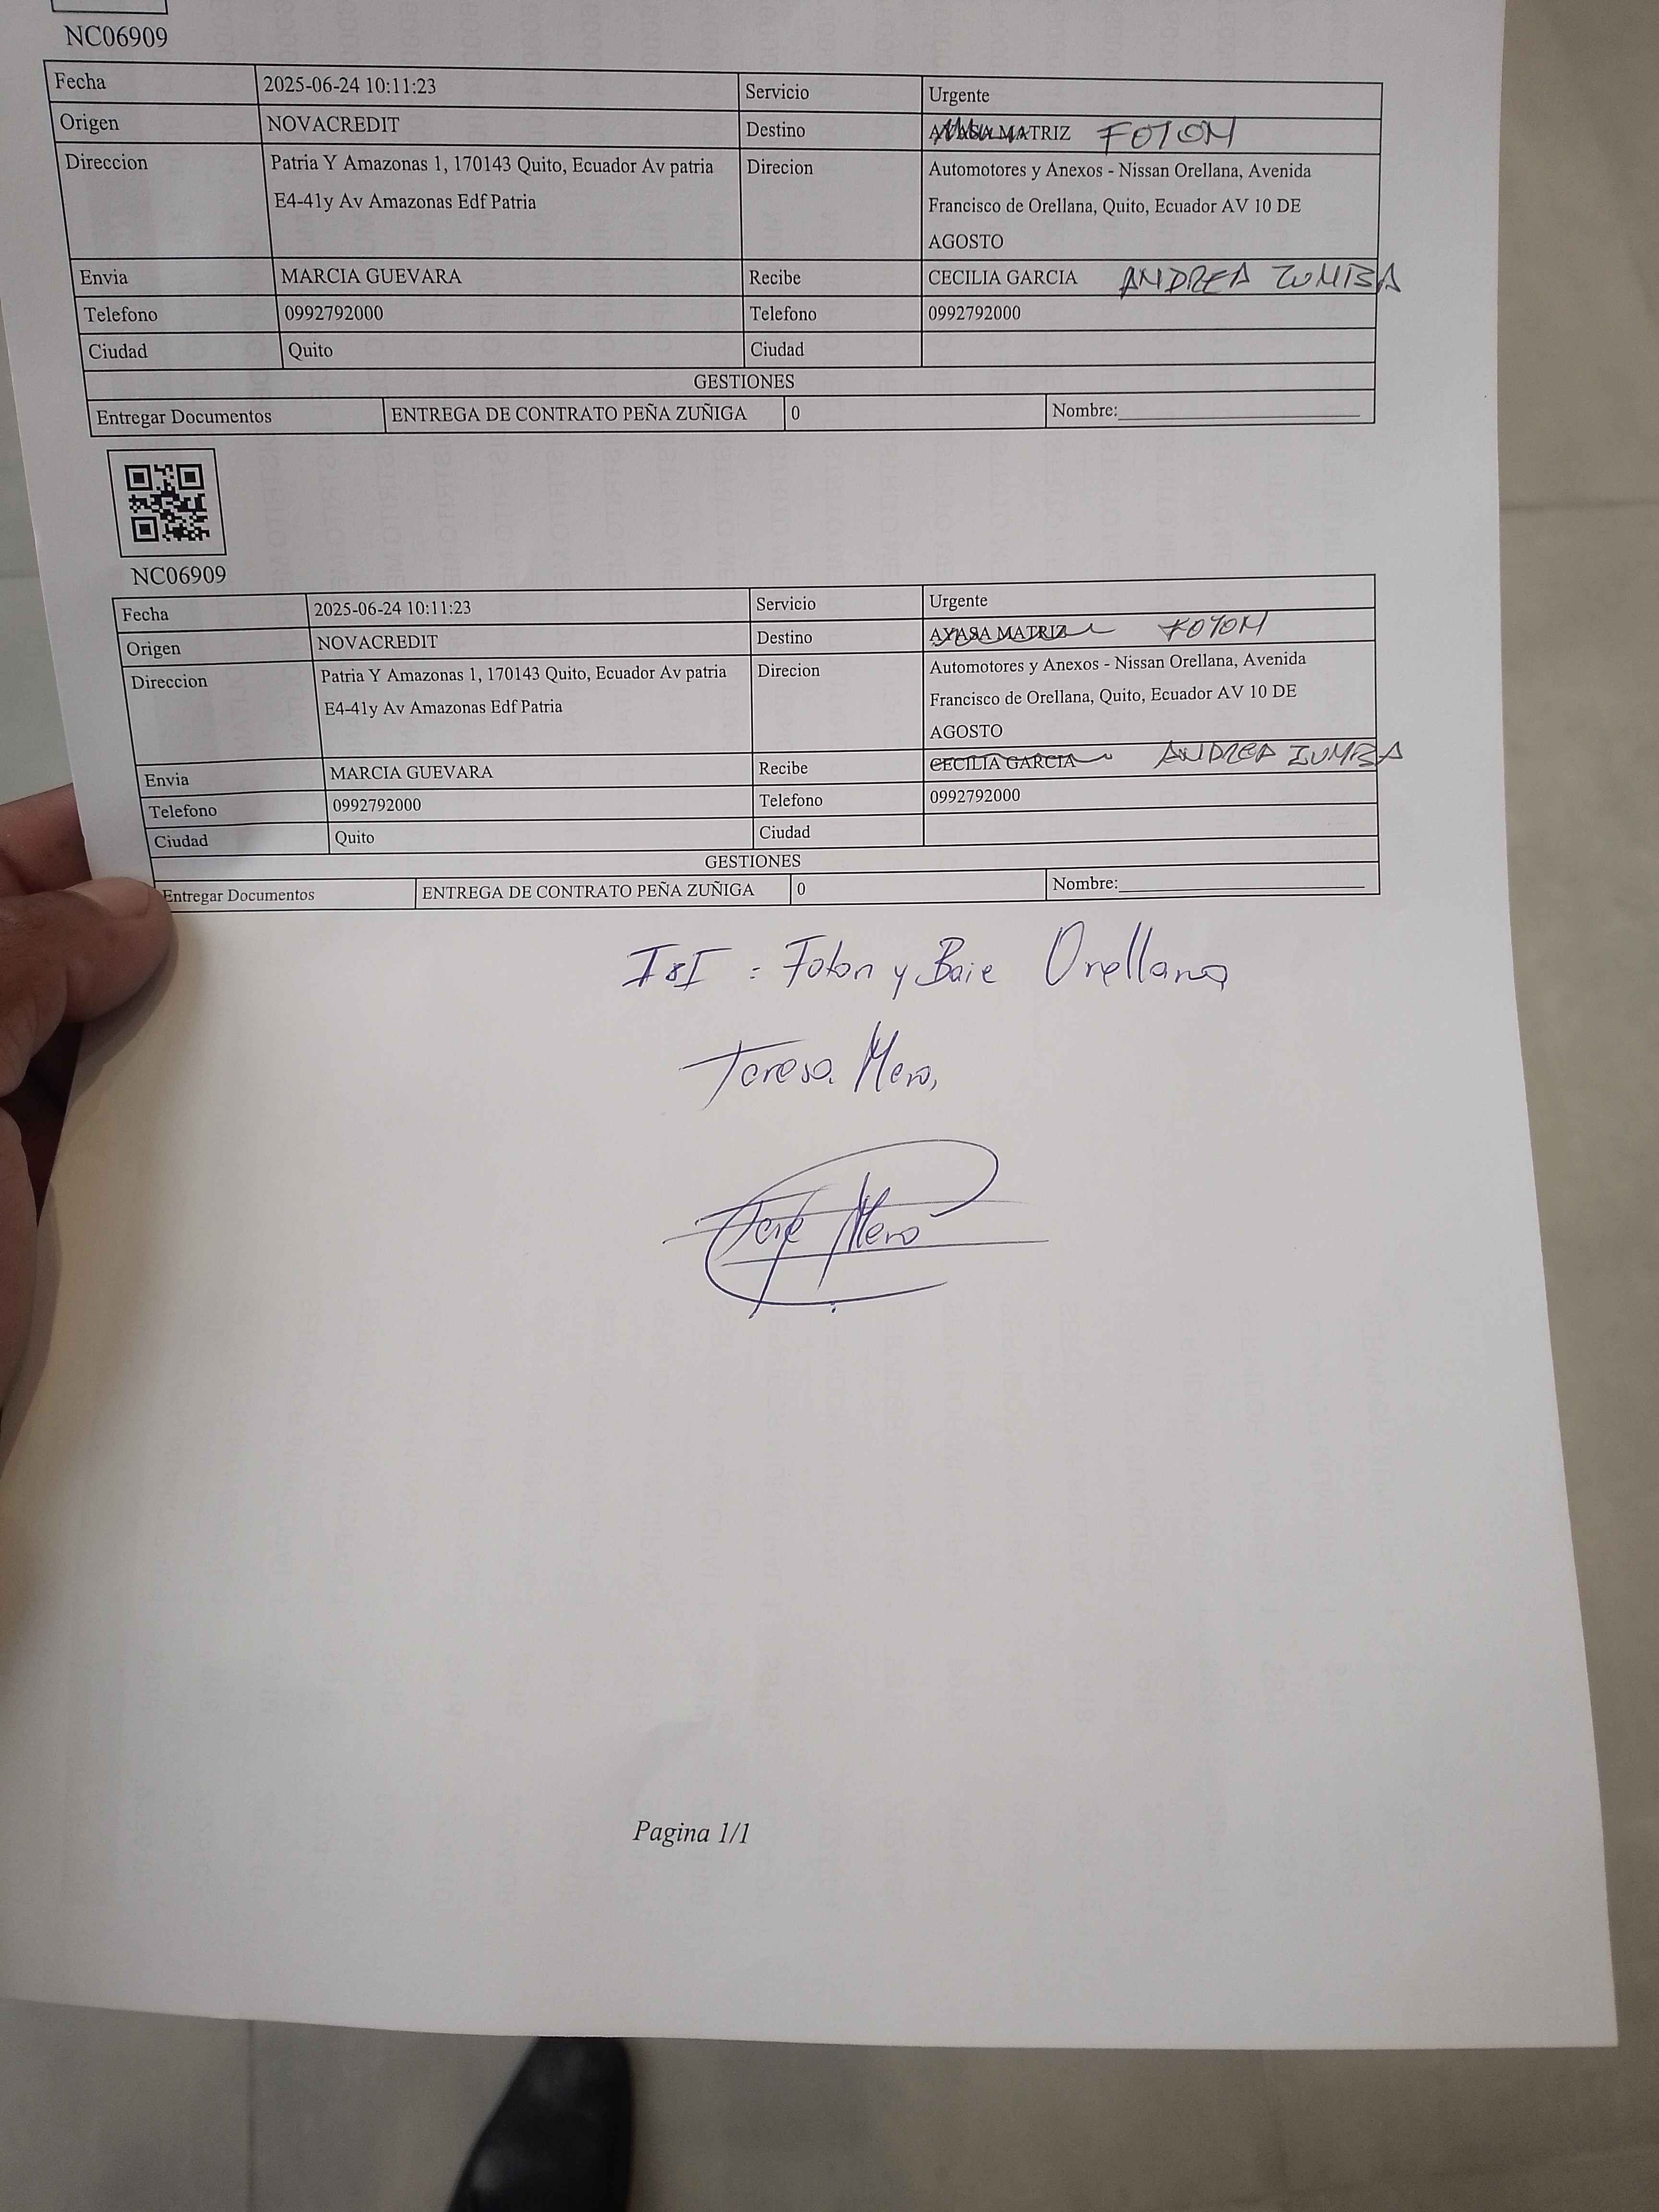 NC06909
Fecha 2025-06-24 10:11:23 Servicio Urgente
Origen NOVACREDIT Destino AYASA MATRIZ FOTON
Direccion Patria Y Amazonas 1, 170143 Quito, Ecuador Av patria Direcion Automotores y Anexos - Nissan Orellana, Avenida
E4-41y Av Amazonas Edf Patria Francisco de Orellana, Quito, Ecuador AV 10 DE
AGOSTO
Envia MARCIA GUEVARA Recibe CECILIA GARCIA ANDREA ZUMBA
Telefono 0992792000 Telefono 0992792000
Ciudad Quito Ciudad
GESTIONES
Entregar Documentos ENTREGA DE CONTRATO PEÑA ZUÑIGA 0 Nombre:
NC06909
Fecha 2025-06-24 10:11:23 Servicio Urgente
Origen NOVACREDIT Destino AYASA MATRIZ FOTON
Direccion Patria Y Amazonas 1, 170143 Quito, Ecuador Av patria Direcion Automotores y Anexos - Nissan Orellana, Avenida
E4-41y Av Amazonas Edf Patria Francisco de Orellana, Quito, Ecuador AV 10 DE
AGOSTO
Envia MARCIA GUEVARA Recibe CECILIA GARCIA ANDREA ZUMBA
Telefono 0992792000 Telefono 0992792000
Ciudad Quito Ciudad
GESTIONES
Entregar Documentos ENTREGA DE CONTRATO PEÑA ZUÑIGA 0 Nombre:
: Foton y Baie Orellana
Teresa Mero,
Mero
Pagina 1/1